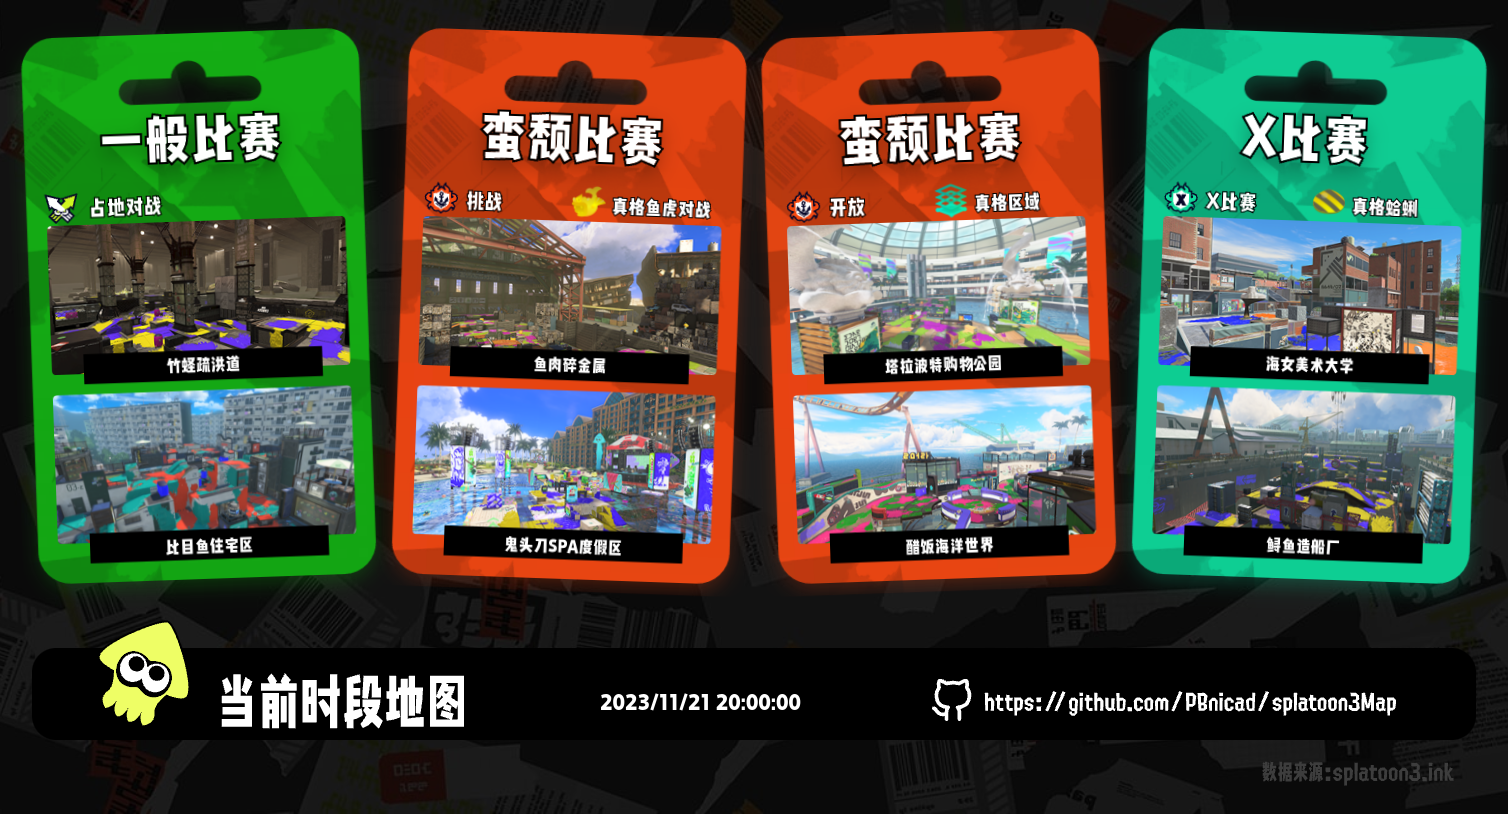 一般比赛
占地对战
竹蛏疏洪道
比目鱼住宅区
蛮颓比赛
挑战
真格鱼虎对战
鱼肉碎金属
鬼头刀SPA度假区
蛮颓比赛
开放
真格区域
塔拉波特购物公园
醋饭海洋世界
X比赛
X比赛
真格蛤蜊
海女美术大学
鲟鱼造船厂
当前时段地图
2023/11/21 20:00:00
https://github.com/PBnicad/splatoon3Map
数据来源:splatoon3.ink